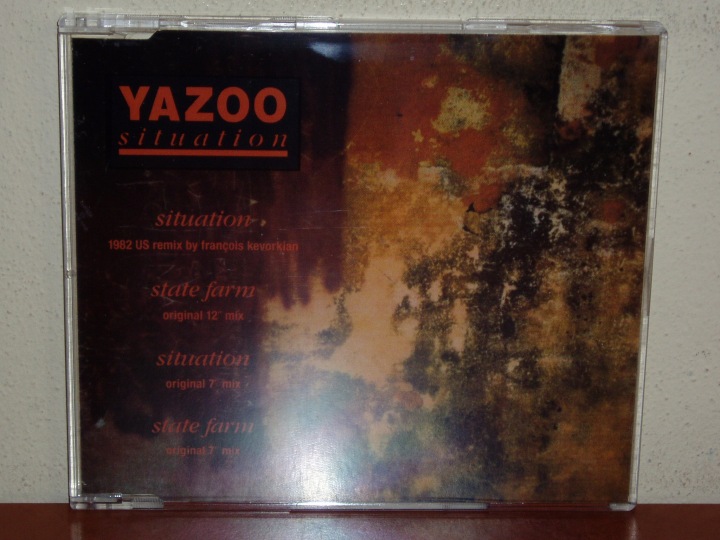 YAZOO
situation
situation
1982 US remix by françois kevorkian
state farm
original 12" mix
situation
original 7" mix
state farm
original 7" mix